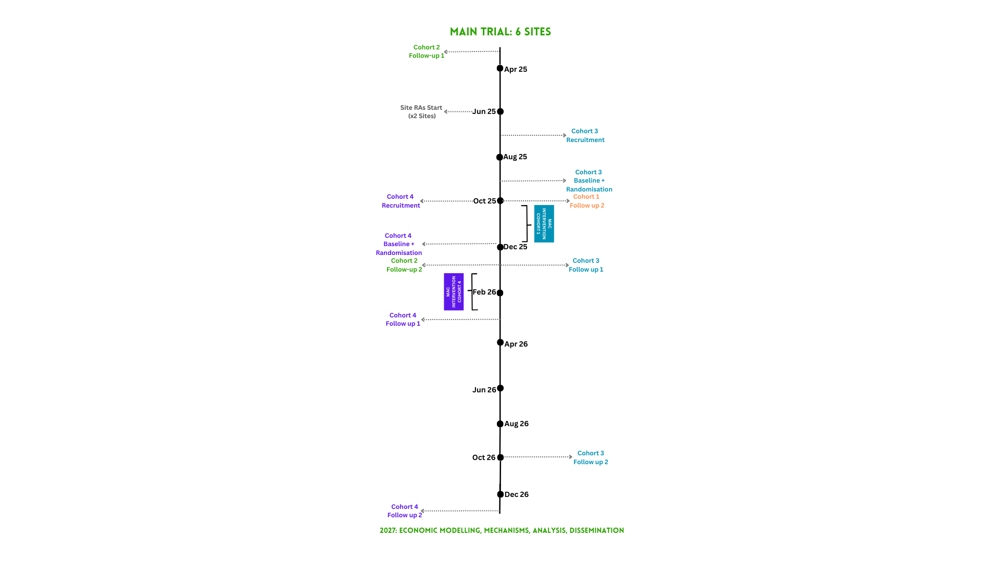 MAIN TRIAL: 6 SITES
Cohort 2
Follow-up 1
Apr 25
Site RAs Start
(x2 Sites)
Jun 25
Cohort 3
Recruitment
Aug 25
Cohort 3
Baseline +
Randomisation
Cohort 4
Recruitment
Oct 25
Cohort 1
Follow up 2
MAC
INTERVENTION
COHORT 1
Cohort 4
Baseline +
Randomisation
Dec 25
Cohort 2
Follow-up 2
Cohort 3
Follow up 1
MAC
INTERVENTION
COHORT 4
Feb 26
Cohort 4
Follow up 1
Apr 26
Jun 26
Aug 26
Oct 26
Cohort 3
Follow up 2
Dec 26
Cohort 4
Follow up 2
2027: ECONOMIC MODELLING, MECHANISMS, ANALYSIS, DISSEMINATION